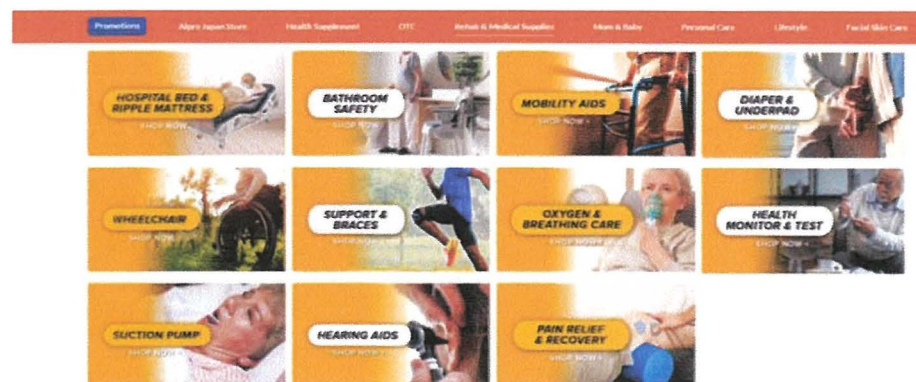 Promotions
Alpro Japan Store
Health Supplement
OTC
Rehab & Medical Supplies
Mom & Baby
Personal Care
Lifestyle
Facial Skin Care
HOSPITAL BED &
RIPPLE MATTRESS
SHOP NOW
BATHROOM
SAFETY
SHOP NOW
MOBILITY AIDS
SHOP NOW
DIAPER &
UNDERPAD
SHOP NOW
WHEELCHAIR
SHOP NOW
SUPPORT &
BRACES
SHOP NOW
OXYGEN &
BREATHING CARE
SHOP NOW
HEALTH
MONITOR & TEST
SHOP NOW
SUCTION PUMP
SHOP NOW
HEARING AIDS
SHOP NOW
PAIN RELIEF
& RECOVERY
SHOP NOW